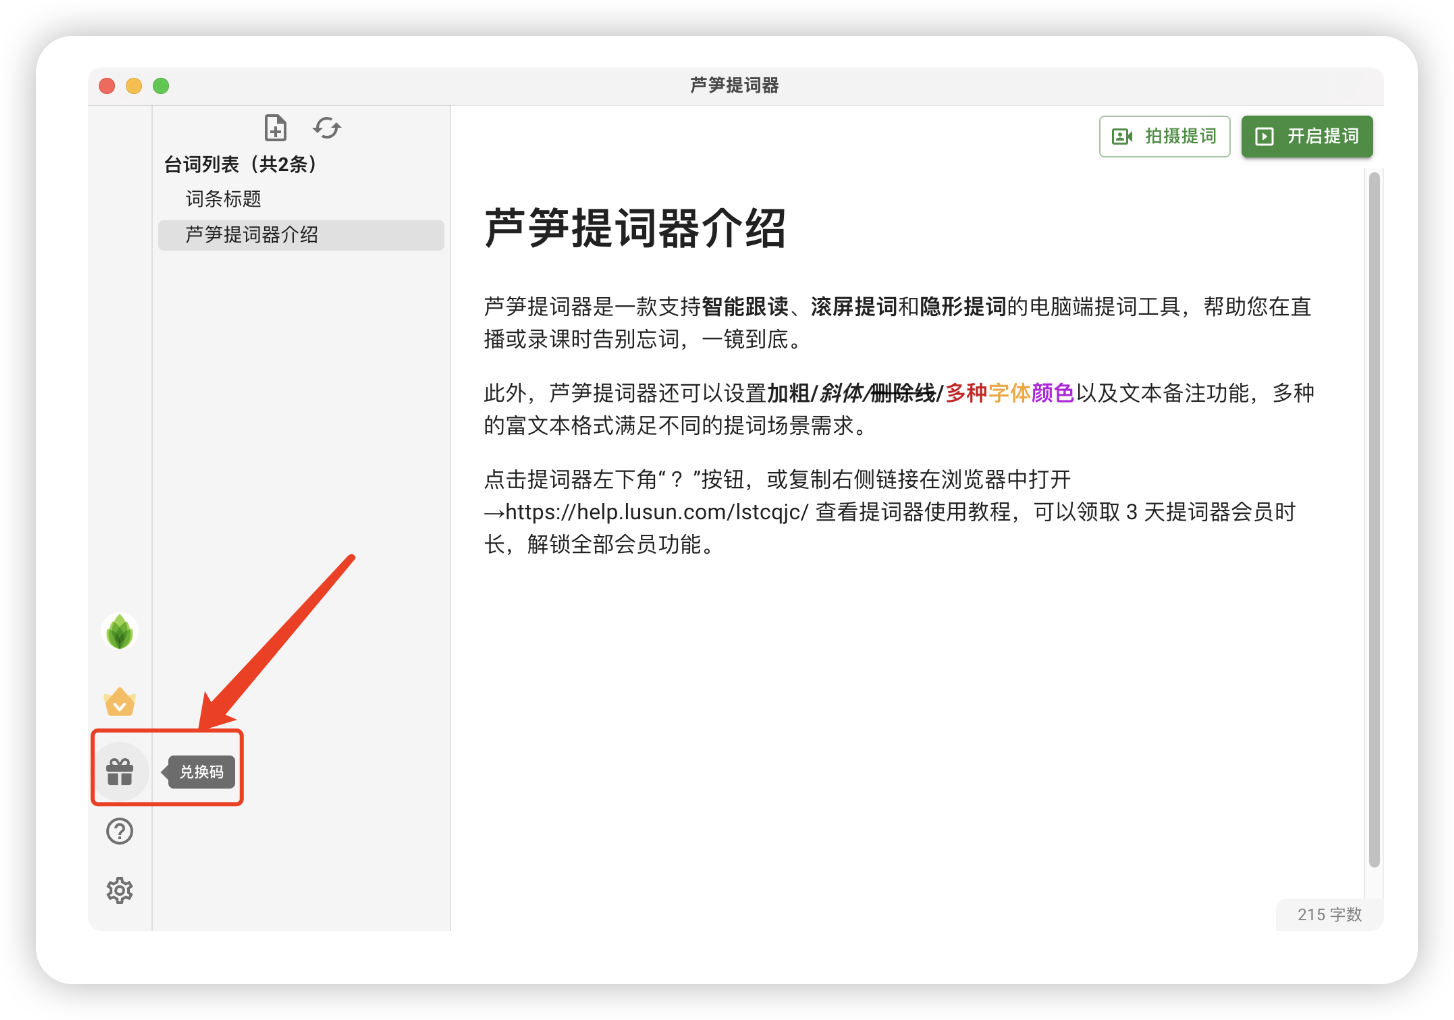 芦笋提词器
拍摄提词
开启提词
台词列表（共2条）
词条标题
芦笋提词器介绍
芦笋提词器介绍
芦笋提词器是一款支持智能跟读、滚屏提词和隐形提词的电脑端提词工具，帮助您在直
播或录课时告别忘词，一镜到底。
此外，芦笋提词器还可以设置加粗/斜体/删除线/多种字体颜色以及文本备注功能，多种
的富文本格式满足不同的提词场景需求。
点击提词器左下角“？”按钮，或复制右侧链接在浏览器中打开
→https://help.lusun.com/lstcqjc/ 查看提词器使用教程，可以领取 3 天提词器会员时
长，解锁全部会员功能。
兑换码
215 字数